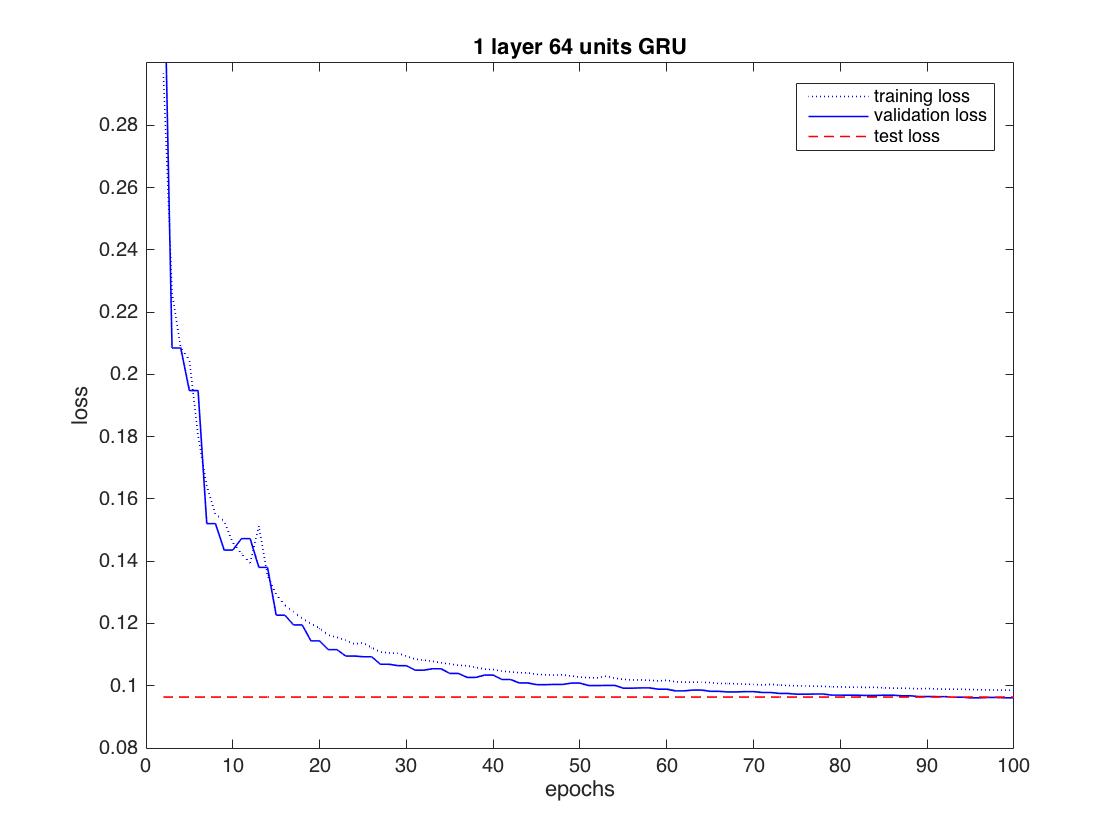 1 layer 64 units GRU
training loss
validation loss
test loss
0.28
0.26
0.24
0.22
0.2
0.18
0.16
0.14
0.12
0.1
0.08
loss
0 10 20 30 40 50 60 70 80 90 100
epochs